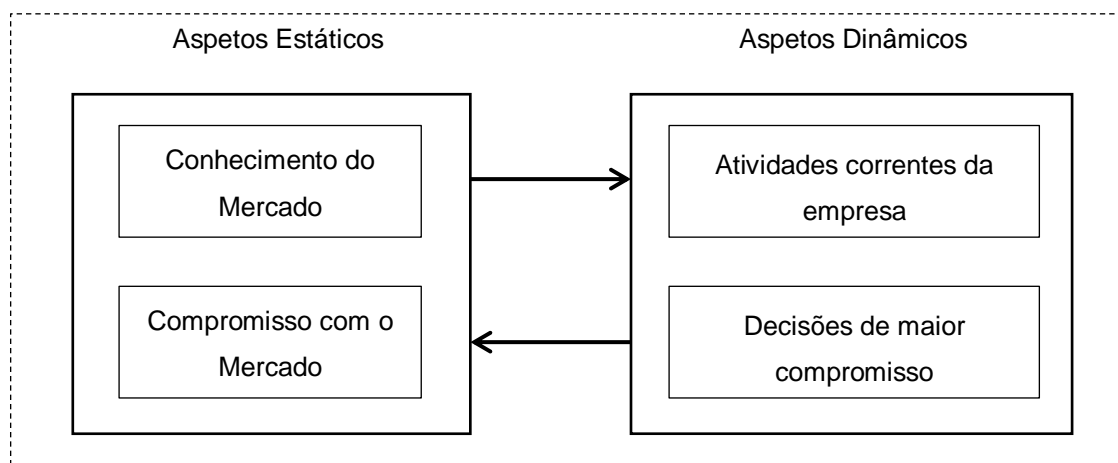 Aspetos Estáticos
Aspetos Dinâmicos
Conhecimento do
Mercado
Atividades correntes da
empresa
Compromisso com o
Mercado
Decisões de maior
compromisso